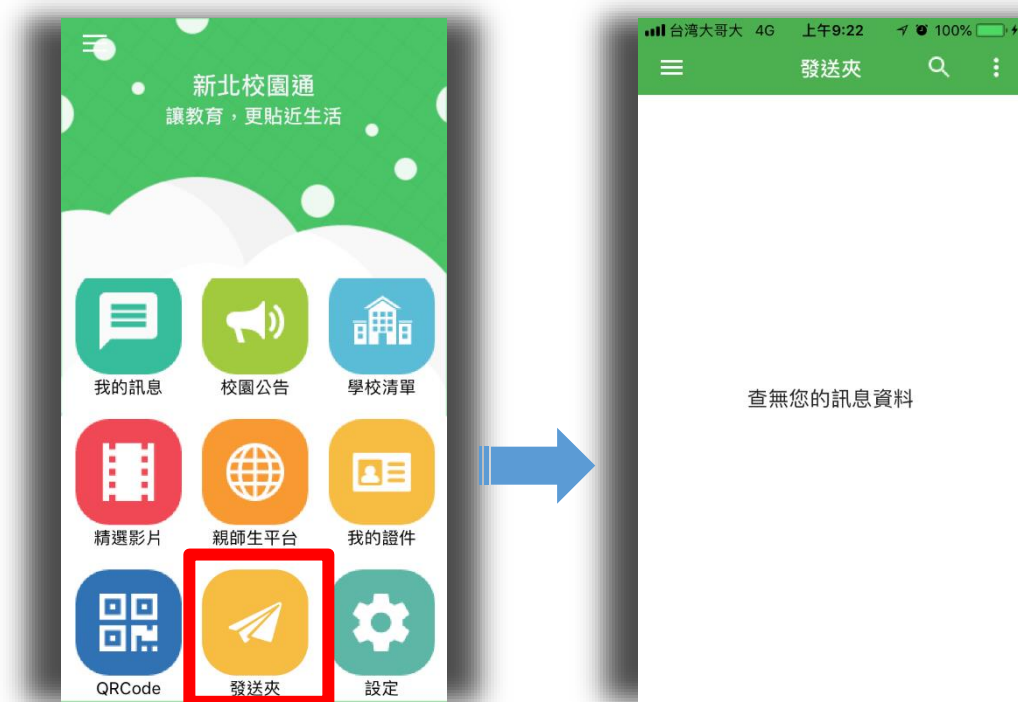 新北校園通
讓教育，更貼近生活
我的訊息 校園公告 學校清單
精選影片 親師生平台 我的證件
QRCode 發送夾 設定
台湾大哥大 4G 上午9:22 100%
發送夾
查無您的訊息資料